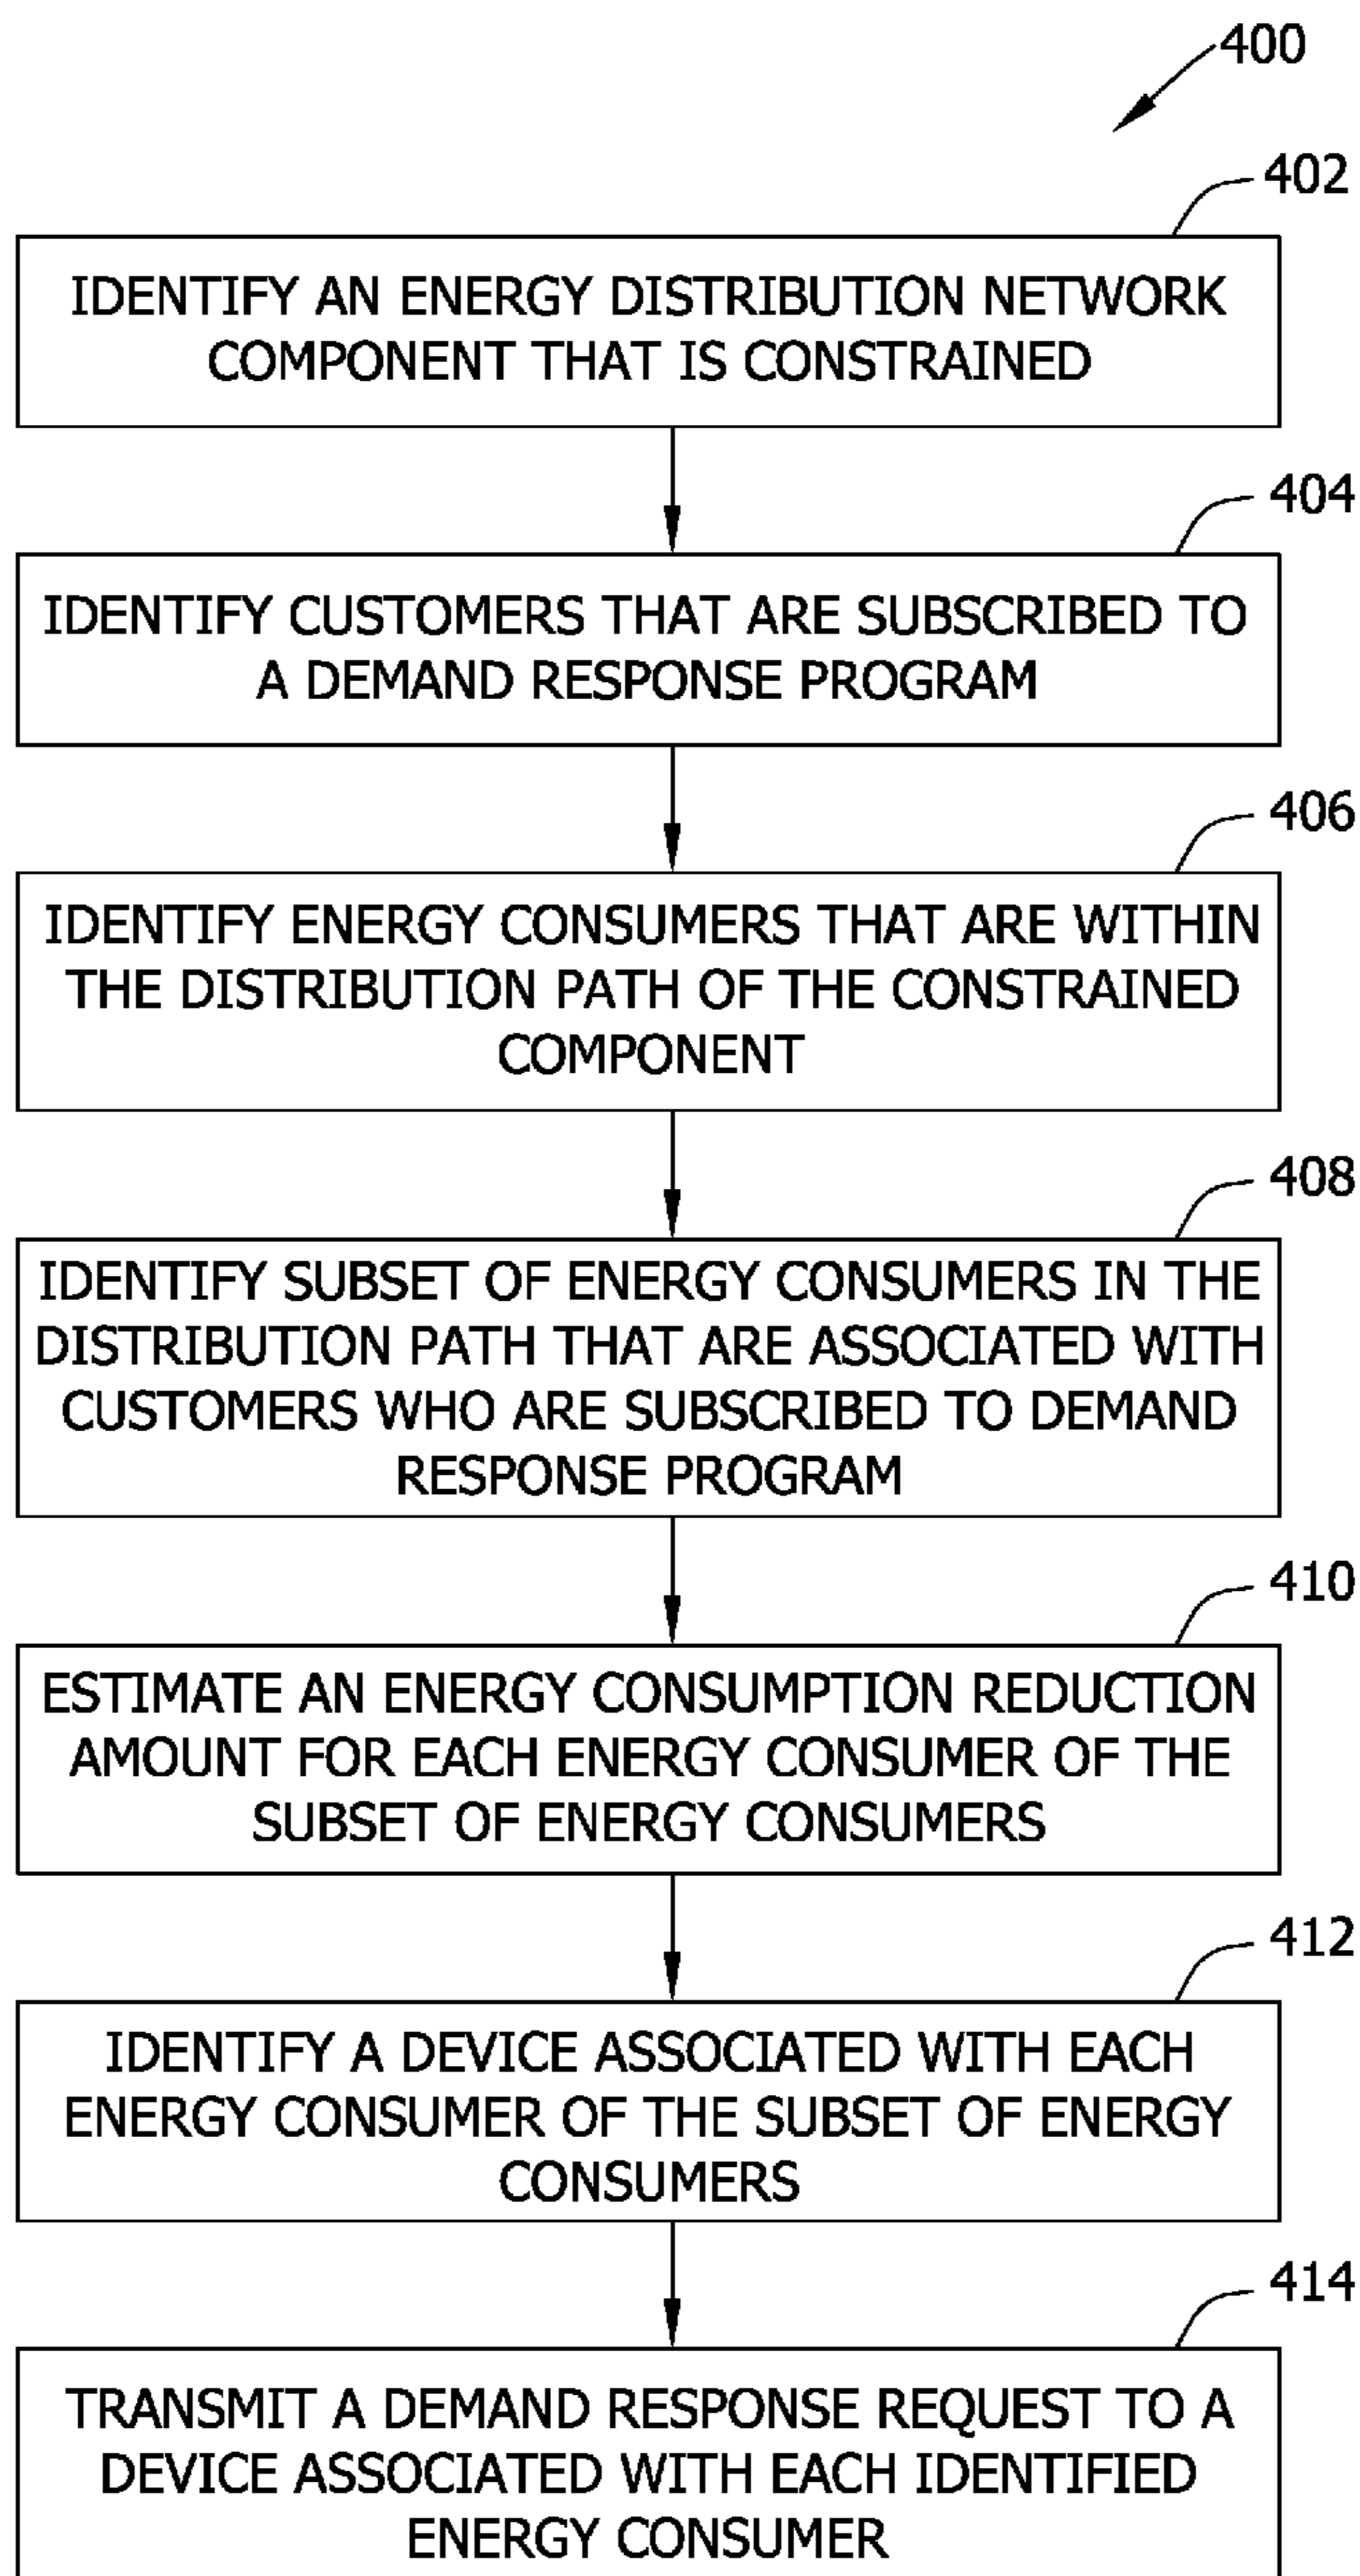 400
402
IDENTIFY AN ENERGY DISTRIBUTION NETWORK
COMPONENT THAT IS CONSTRAINED
404
IDENTIFY CUSTOMERS THAT ARE SUBSCRIBED TO
A DEMAND RESPONSE PROGRAM
406
IDENTIFY ENERGY CONSUMERS THAT ARE WITHIN
THE DISTRIBUTION PATH OF THE CONSTRAINED
COMPONENT
408
IDENTIFY SUBSET OF ENERGY CONSUMERS IN THE
DISTRIBUTION PATH THAT ARE ASSOCIATED WITH
CUSTOMERS WHO ARE SUBSCRIBED TO DEMAND
RESPONSE PROGRAM
410
ESTIMATE AN ENERGY CONSUMPTION REDUCTION
AMOUNT FOR EACH ENERGY CONSUMER OF THE
SUBSET OF ENERGY CONSUMERS
412
IDENTIFY A DEVICE ASSOCIATED WITH EACH
ENERGY CONSUMER OF THE SUBSET OF ENERGY
CONSUMERS
414
TRANSMIT A DEMAND RESPONSE REQUEST TO A
DEVICE ASSOCIATED WITH EACH IDENTIFIED
ENERGY CONSUMER